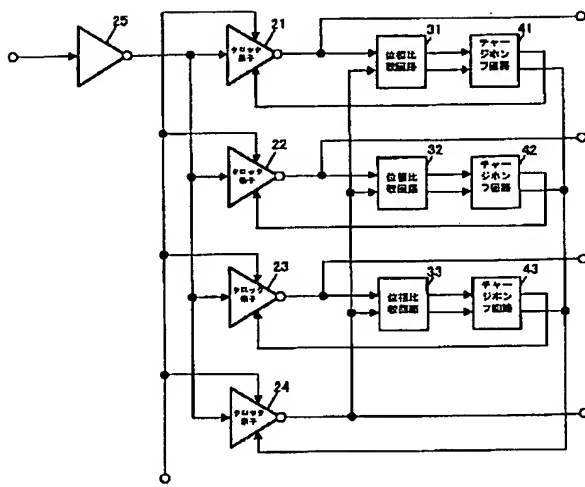 25
21
クロック
素子
31
位相比
較回路
41
チャー
ジポン
プ回路
22
クロック
素子
32
位相比
較回路
42
チャー
ジポン
プ回路
23
クロック
素子
33
位相比
較回路
43
チャー
ジポン
プ回路
24
クロック
素子